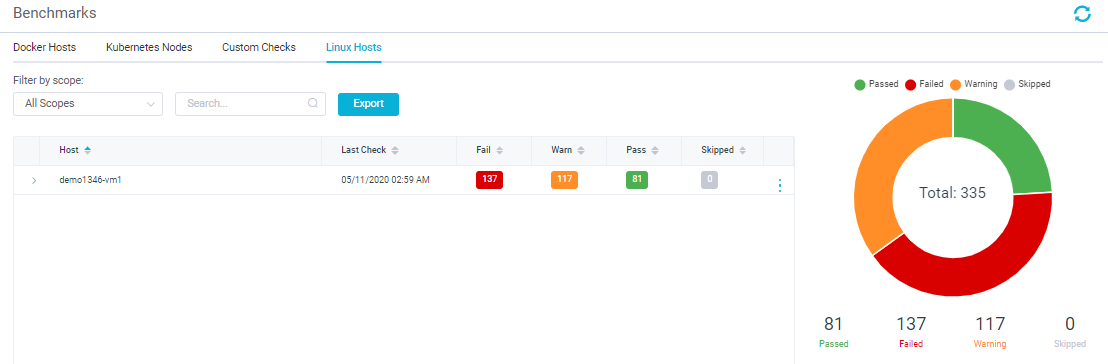 Benchmarks
Docker Hosts Kubernetes Nodes Custom Checks Linux Hosts
Filter by scope:
All Scopes Search... Export
Passed Failed Warning Skipped
Host Last Check Fail Warn Pass Skipped
demo1346-vm1 05/11/2020 02:59 AM 137 117 81 0
Total: 335
81 137 117 0
Passed Failed Warning Skipped